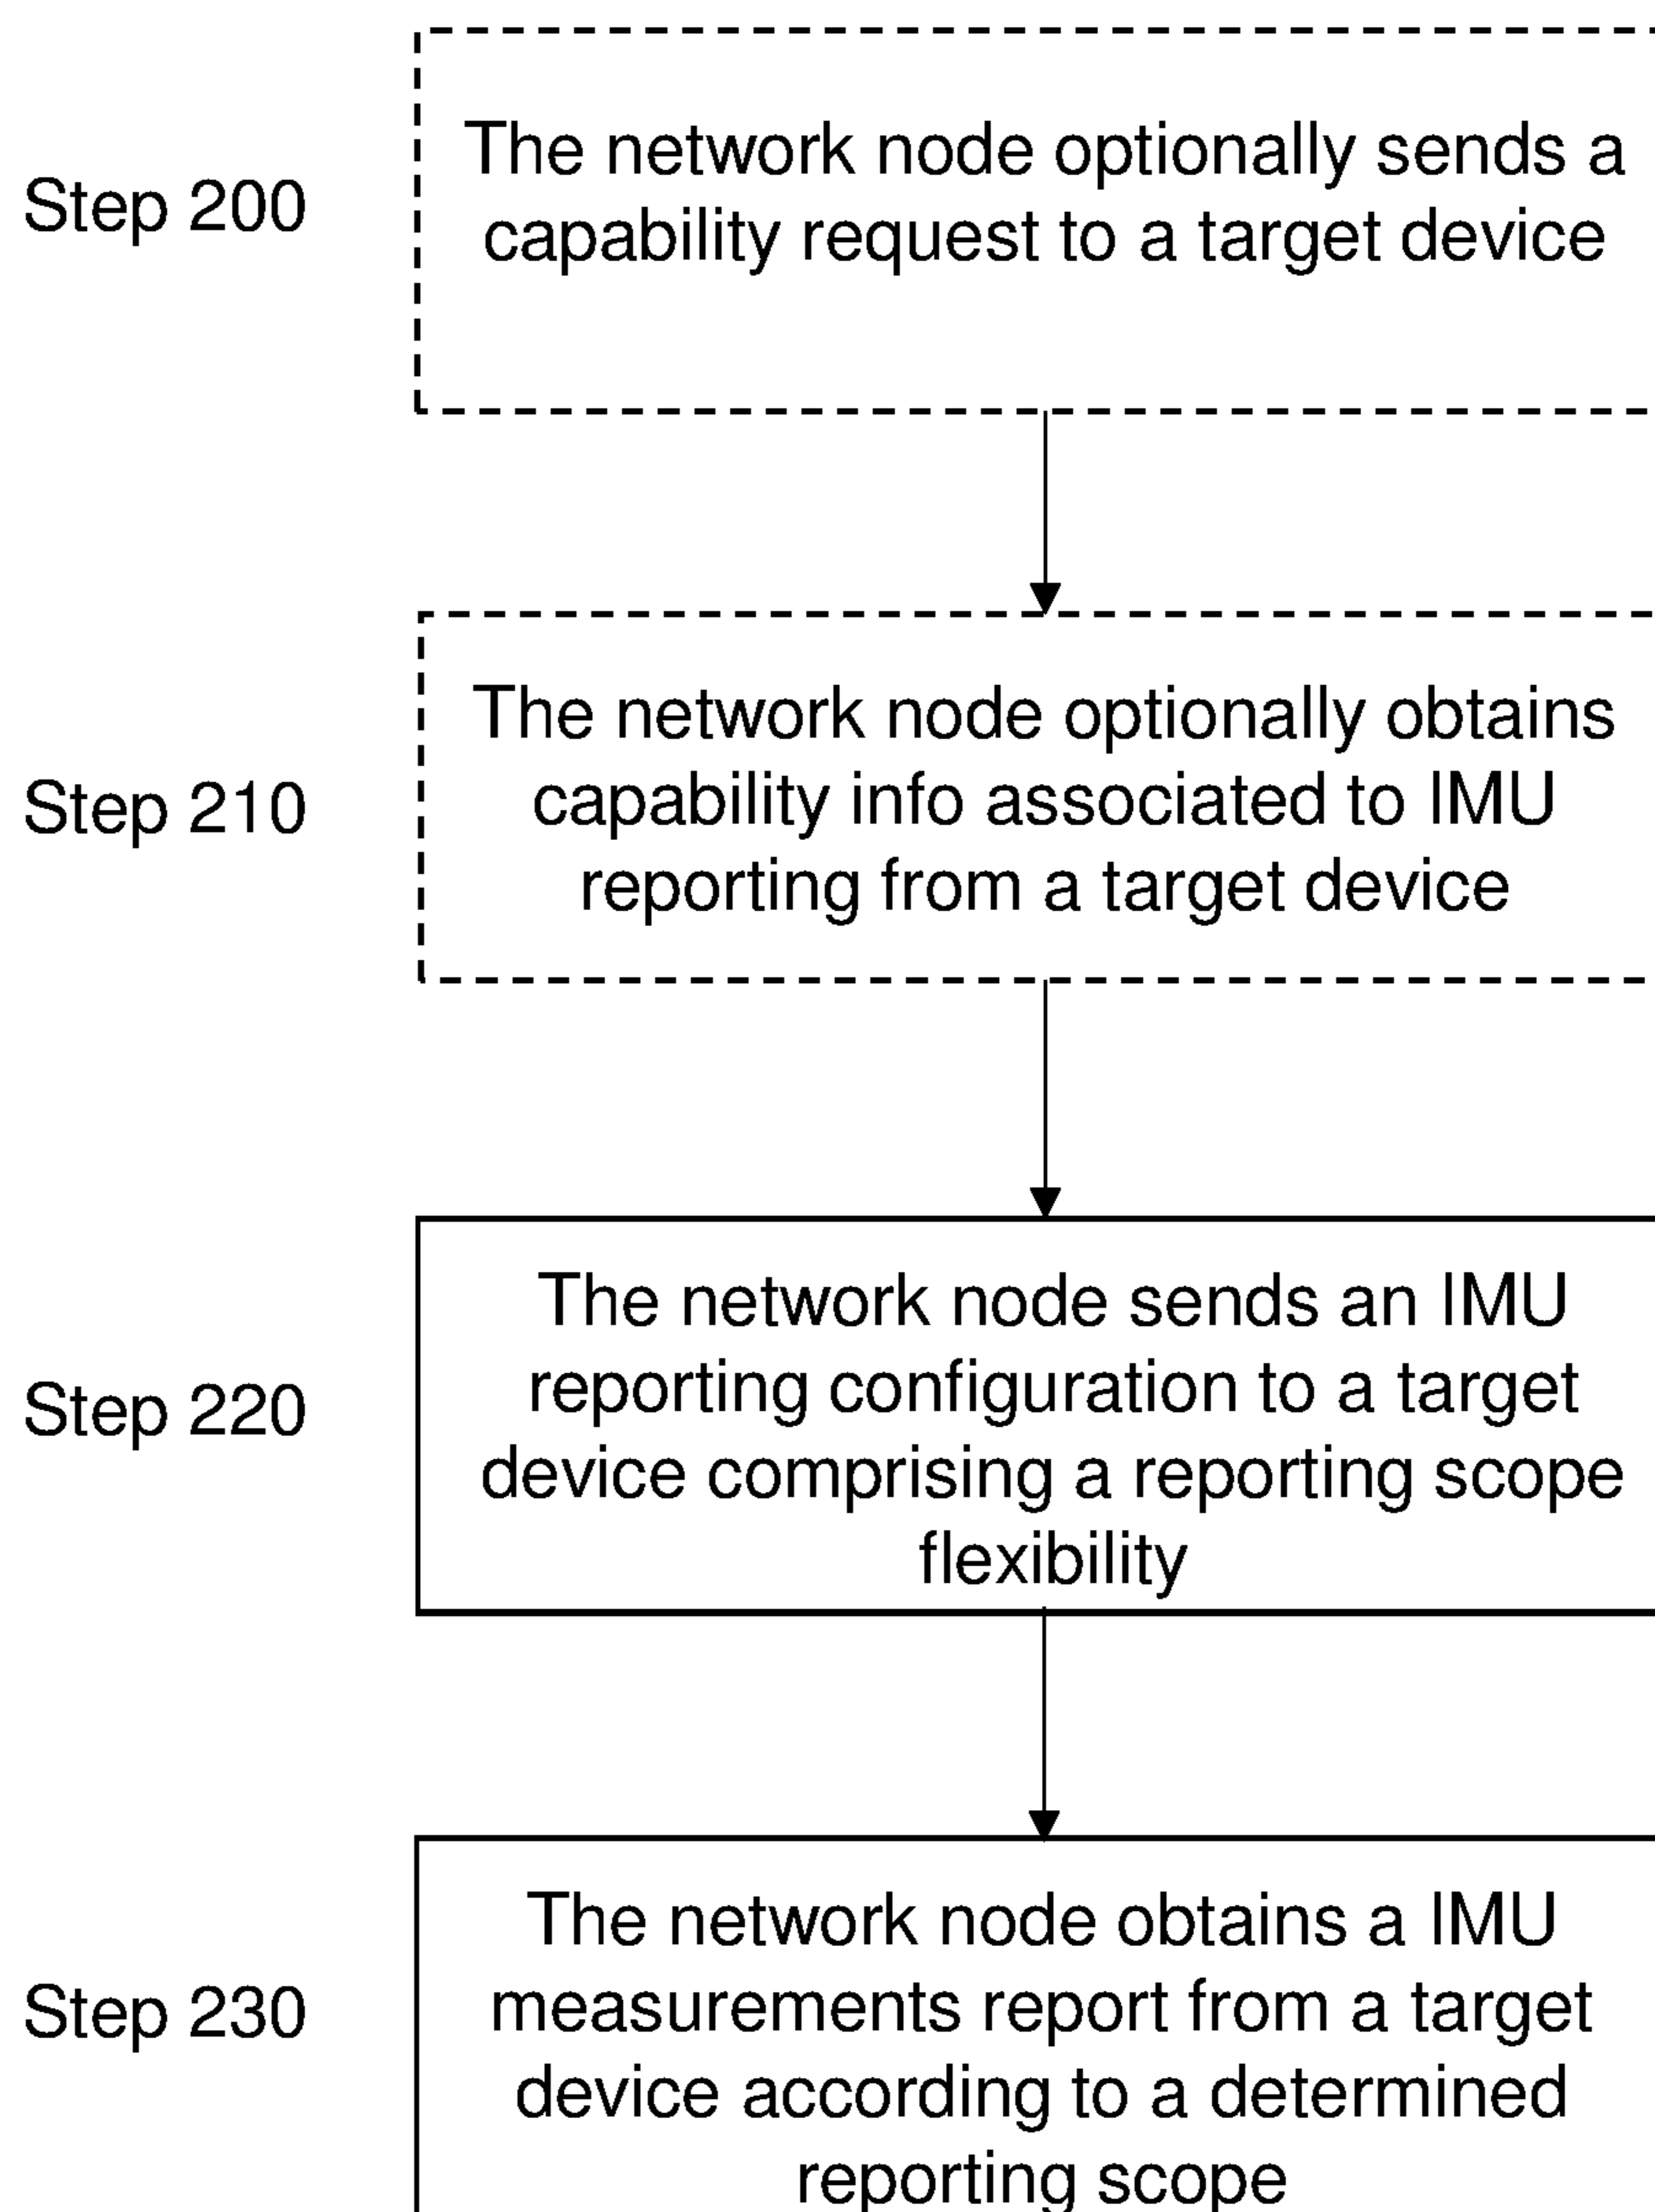 The network node optionally sends a
Step 200
capability request to a target device
The network node optionally obtains
Step 210
capability info associated to IMU
reporting from a target device
The network node sends an IMU
reporting configuration to a target
Step 220
device comprising a reporting scope
flexibility
The network node obtains a IMU
measurements report from a target
Step 230
device according to a determined
reporting scope